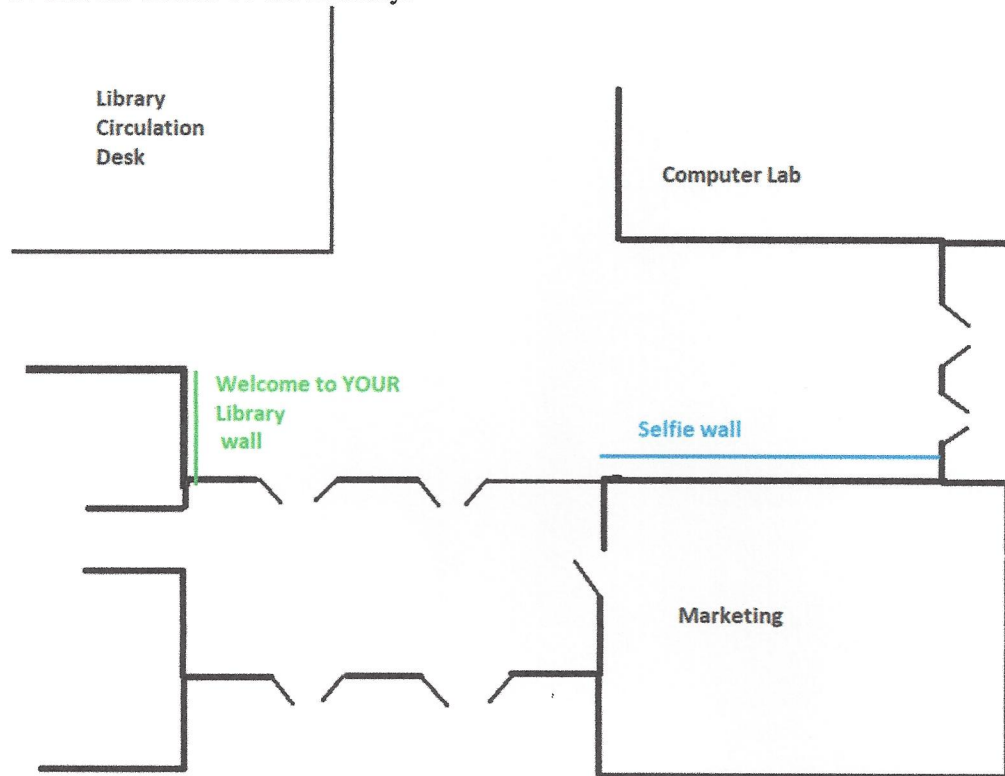 Library
Circulation
Desk
Computer Lab
Welcome to YOUR
Library
wall
Selfie wall
Marketing